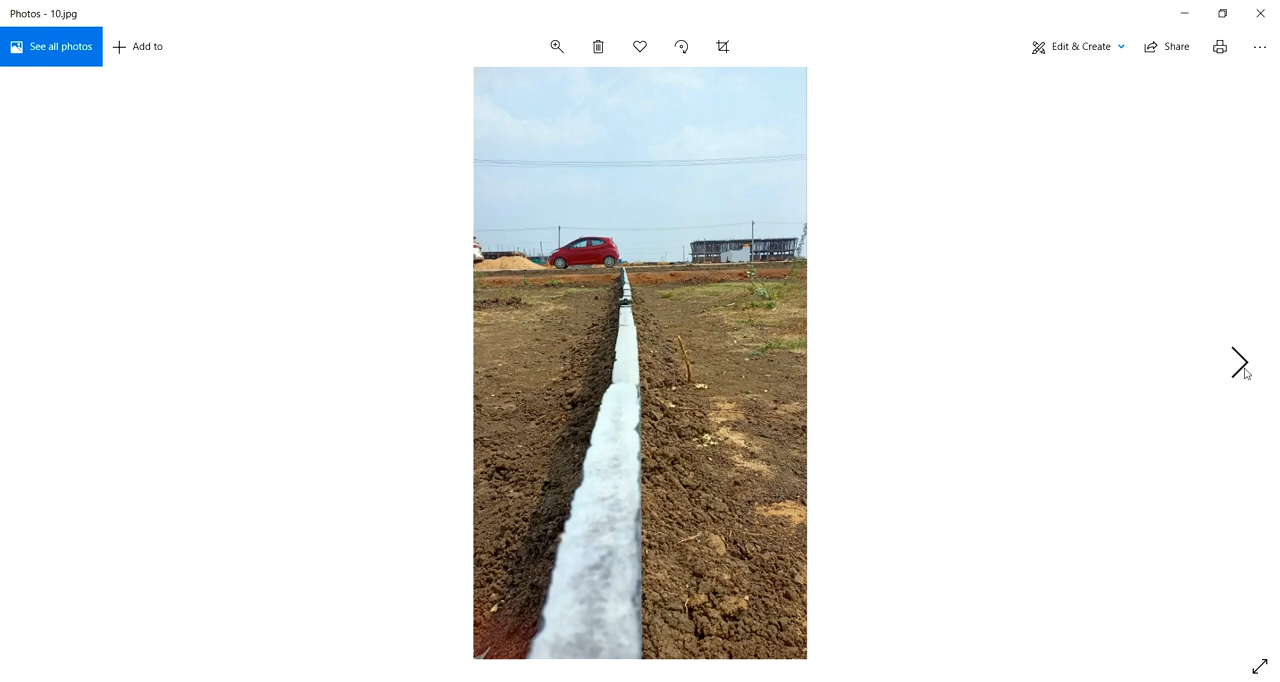 Photos - 10.jpg
See all photos
Add to
Edit & Create
Share